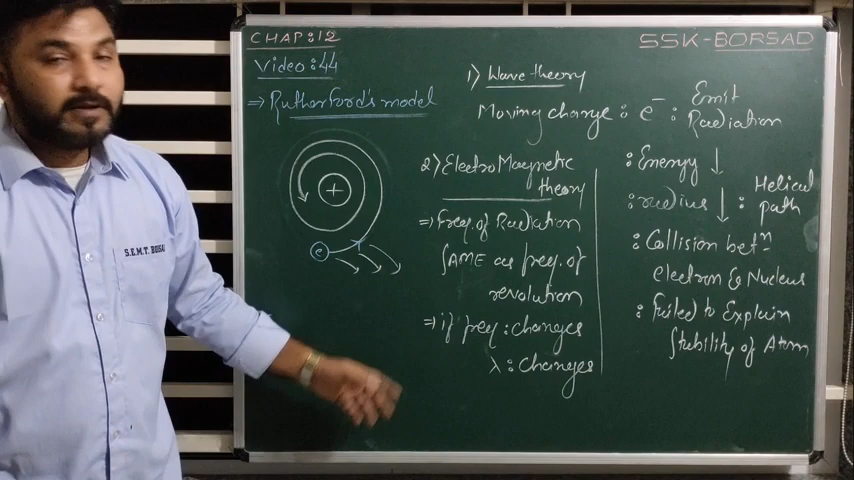 CHAP:12
SSK-BORSAD
Video:44
⇒ Rutherford's model
+
e
1) Wave theory
Moving charge : e⁻ : Emit
Radiation
: Energy ↓
: radius ↓ : Helical
path
: Collision betⁿ
electron & Nucleus
: Failed to Explain
Stability of Atom
2) ElectroMagnetic
theory
⇒ Freq. of Radiation
SAME as freq. of
revolution
⇒ if freq : changes
λ : Changes
S.E.M.T. BORSAD